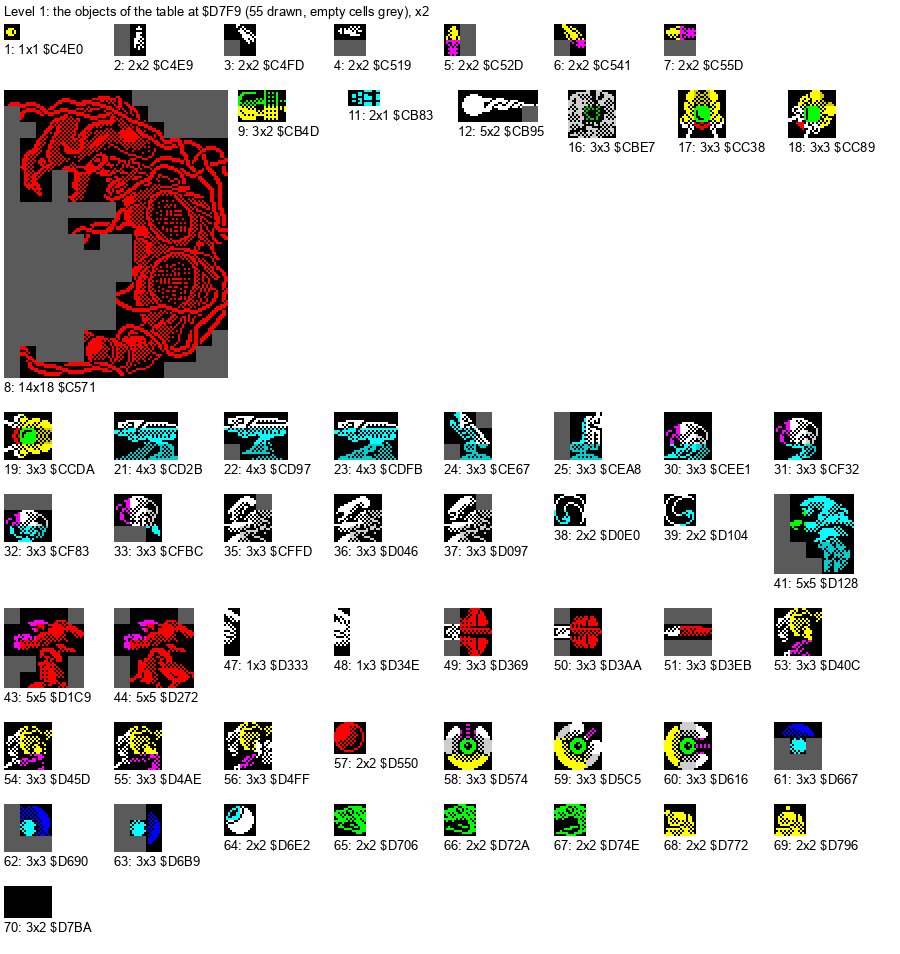 Level 1: the objects of the table at $D7F9 (55 drawn, empty cells grey), x2
1: 1x1 $C4E0
2: 2x2 $C4E9
3: 2x2 $C4FD
4: 2x2 $C519
5: 2x2 $C52D
6: 2x2 $C541
7: 2x2 $C55D
8: 14x18 $C571
9: 3x2 $CB4D
11: 2x1 $CB83
12: 5x2 $CB95
16: 3x3 $CBE7
17: 3x3 $CC38
18: 3x3 $CC89
19: 3x3 $CCDA
21: 4x3 $CD2B
22: 4x3 $CD97
23: 4x3 $CDFB
24: 3x3 $CE67
25: 3x3 $CEA8
30: 3x3 $CEE1
31: 3x3 $CF32
32: 3x3 $CF83
33: 3x3 $CFBC
35: 3x3 $CFFD
36: 3x3 $D046
37: 3x3 $D097
38: 2x2 $D0E0
39: 2x2 $D104
41: 5x5 $D128
43: 5x5 $D1C9
44: 5x5 $D272
47: 1x3 $D333
48: 1x3 $D34E
49: 3x3 $D369
50: 3x3 $D3AA
51: 3x3 $D3EB
53: 3x3 $D40C
54: 3x3 $D45D
55: 3x3 $D4AE
56: 3x3 $D4FF
57: 2x2 $D550
58: 3x3 $D574
59: 3x3 $D5C5
60: 3x3 $D616
61: 3x3 $D667
62: 3x3 $D690
63: 3x3 $D6B9
64: 2x2 $D6E2
65: 2x2 $D706
66: 2x2 $D72A
67: 2x2 $D74E
68: 2x2 $D772
69: 2x2 $D796
70: 3x2 $D7BA